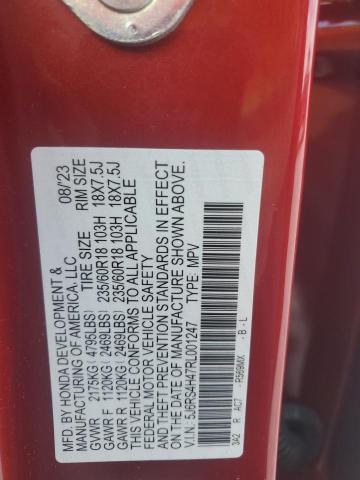 MFD. BY HONDA DEVELOPMENT & 08/'23
MANUFACTURING OF AMERICA, LLC
TIRE SIZE RIM SIZE
GVWR 2175KG (4795LBS)
GAWR F 1120KG (2469LBS) 235/60R18 103H 18X7.5J
GAWR R 1120KG (2469LBS) 235/60R18 103H 18X7.5J
THIS VEHICLE CONFORMS TO ALL APPLICABLE
FEDERAL MOTOR VEHICLE SAFETY
AND THEFT PREVENTION STANDARDS IN EFFECT
ON THE DATE OF MANUFACTURE SHOWN ABOVE.
V.I.N.: 5J6RS4H47RL001247 TYPE: MPV
3A2 R AC7 - R569MX - B - L